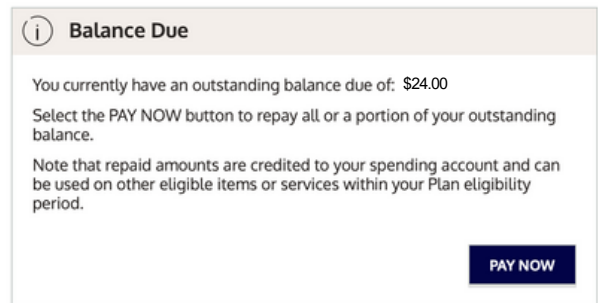 i Balance Due
You currently have an outstanding balance due of: $24.00
Select the PAY NOW button to repay all or a portion of your outstanding
balance.
Note that repaid amounts are credited to your spending account and can
be used on other eligible items or services within your Plan eligibility
period.
PAY NOW